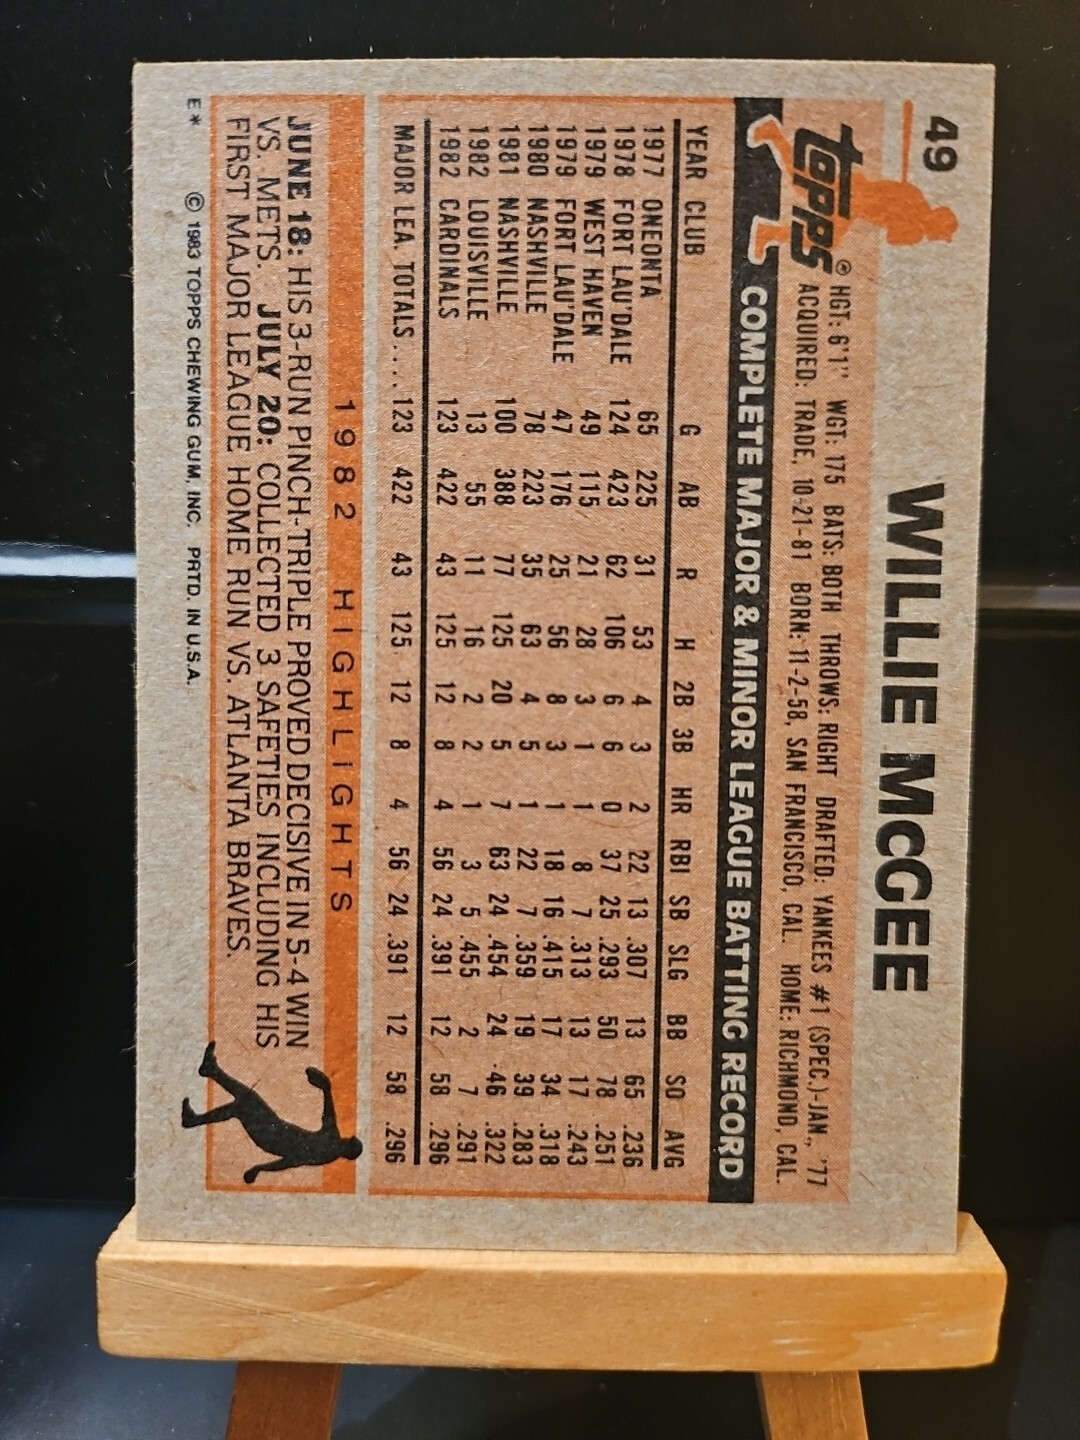 49
WILLIE McGEE
TOPPS®
HGT: 6'1" WGT: 175 BATS: BOTH THROWS: RIGHT DRAFTED: YANKEES #1 (SPEC.)-JAN., '77
ACQUIRED: TRADE, 10-21-81 BORN: 11-2-58, SAN FRANCISCO, CAL. HOME: RICHMOND, CAL.
COMPLETE MAJOR & MINOR LEAGUE BATTING RECORD
YEAR CLUB G AB R H 2B 3B HR RBI SB SLG BB SO AVG
1977 ONEONTA 65 225 31 53 4 3 2 22 13 .307 13 65 .236
1978 FORT LAU'DALE 124 423 62 106 6 6 0 37 25 .293 50 78 .251
1979 WEST HAVEN 49 115 21 28 3 1 1 8 7 .313 13 17 .243
1979 FORT LAU'DALE 47 176 25 56 8 3 1 18 16 .415 17 34 .318
1980 NASHVILLE 78 223 35 63 4 5 1 22 7 .359 19 39 .283
1981 NASHVILLE 100 388 77 125 20 5 7 63 24 .454 24 46 .322
1982 LOUISVILLE 13 55 11 16 2 2 1 3 5 .455 2 7 .291
1982 CARDINALS 123 422 43 125 12 8 4 56 24 .391 12 58 .296
MAJOR LEA. TOTALS .... 123 422 43 125 12 8 4 56 24 .391 12 58 .296
1982 HIGHLIGHTS
JUNE 18: HIS 3-RUN PINCH-TRIPLE PROVED DECISIVE IN 5-4 WIN
VS. METS. JULY 20: COLLECTED 3 SAFETIES INCLUDING HIS
FIRST MAJOR LEAGUE HOME RUN VS. ATLANTA BRAVES.
E* © 1983 TOPPS CHEWING GUM, INC. PRTD. IN U.S.A.